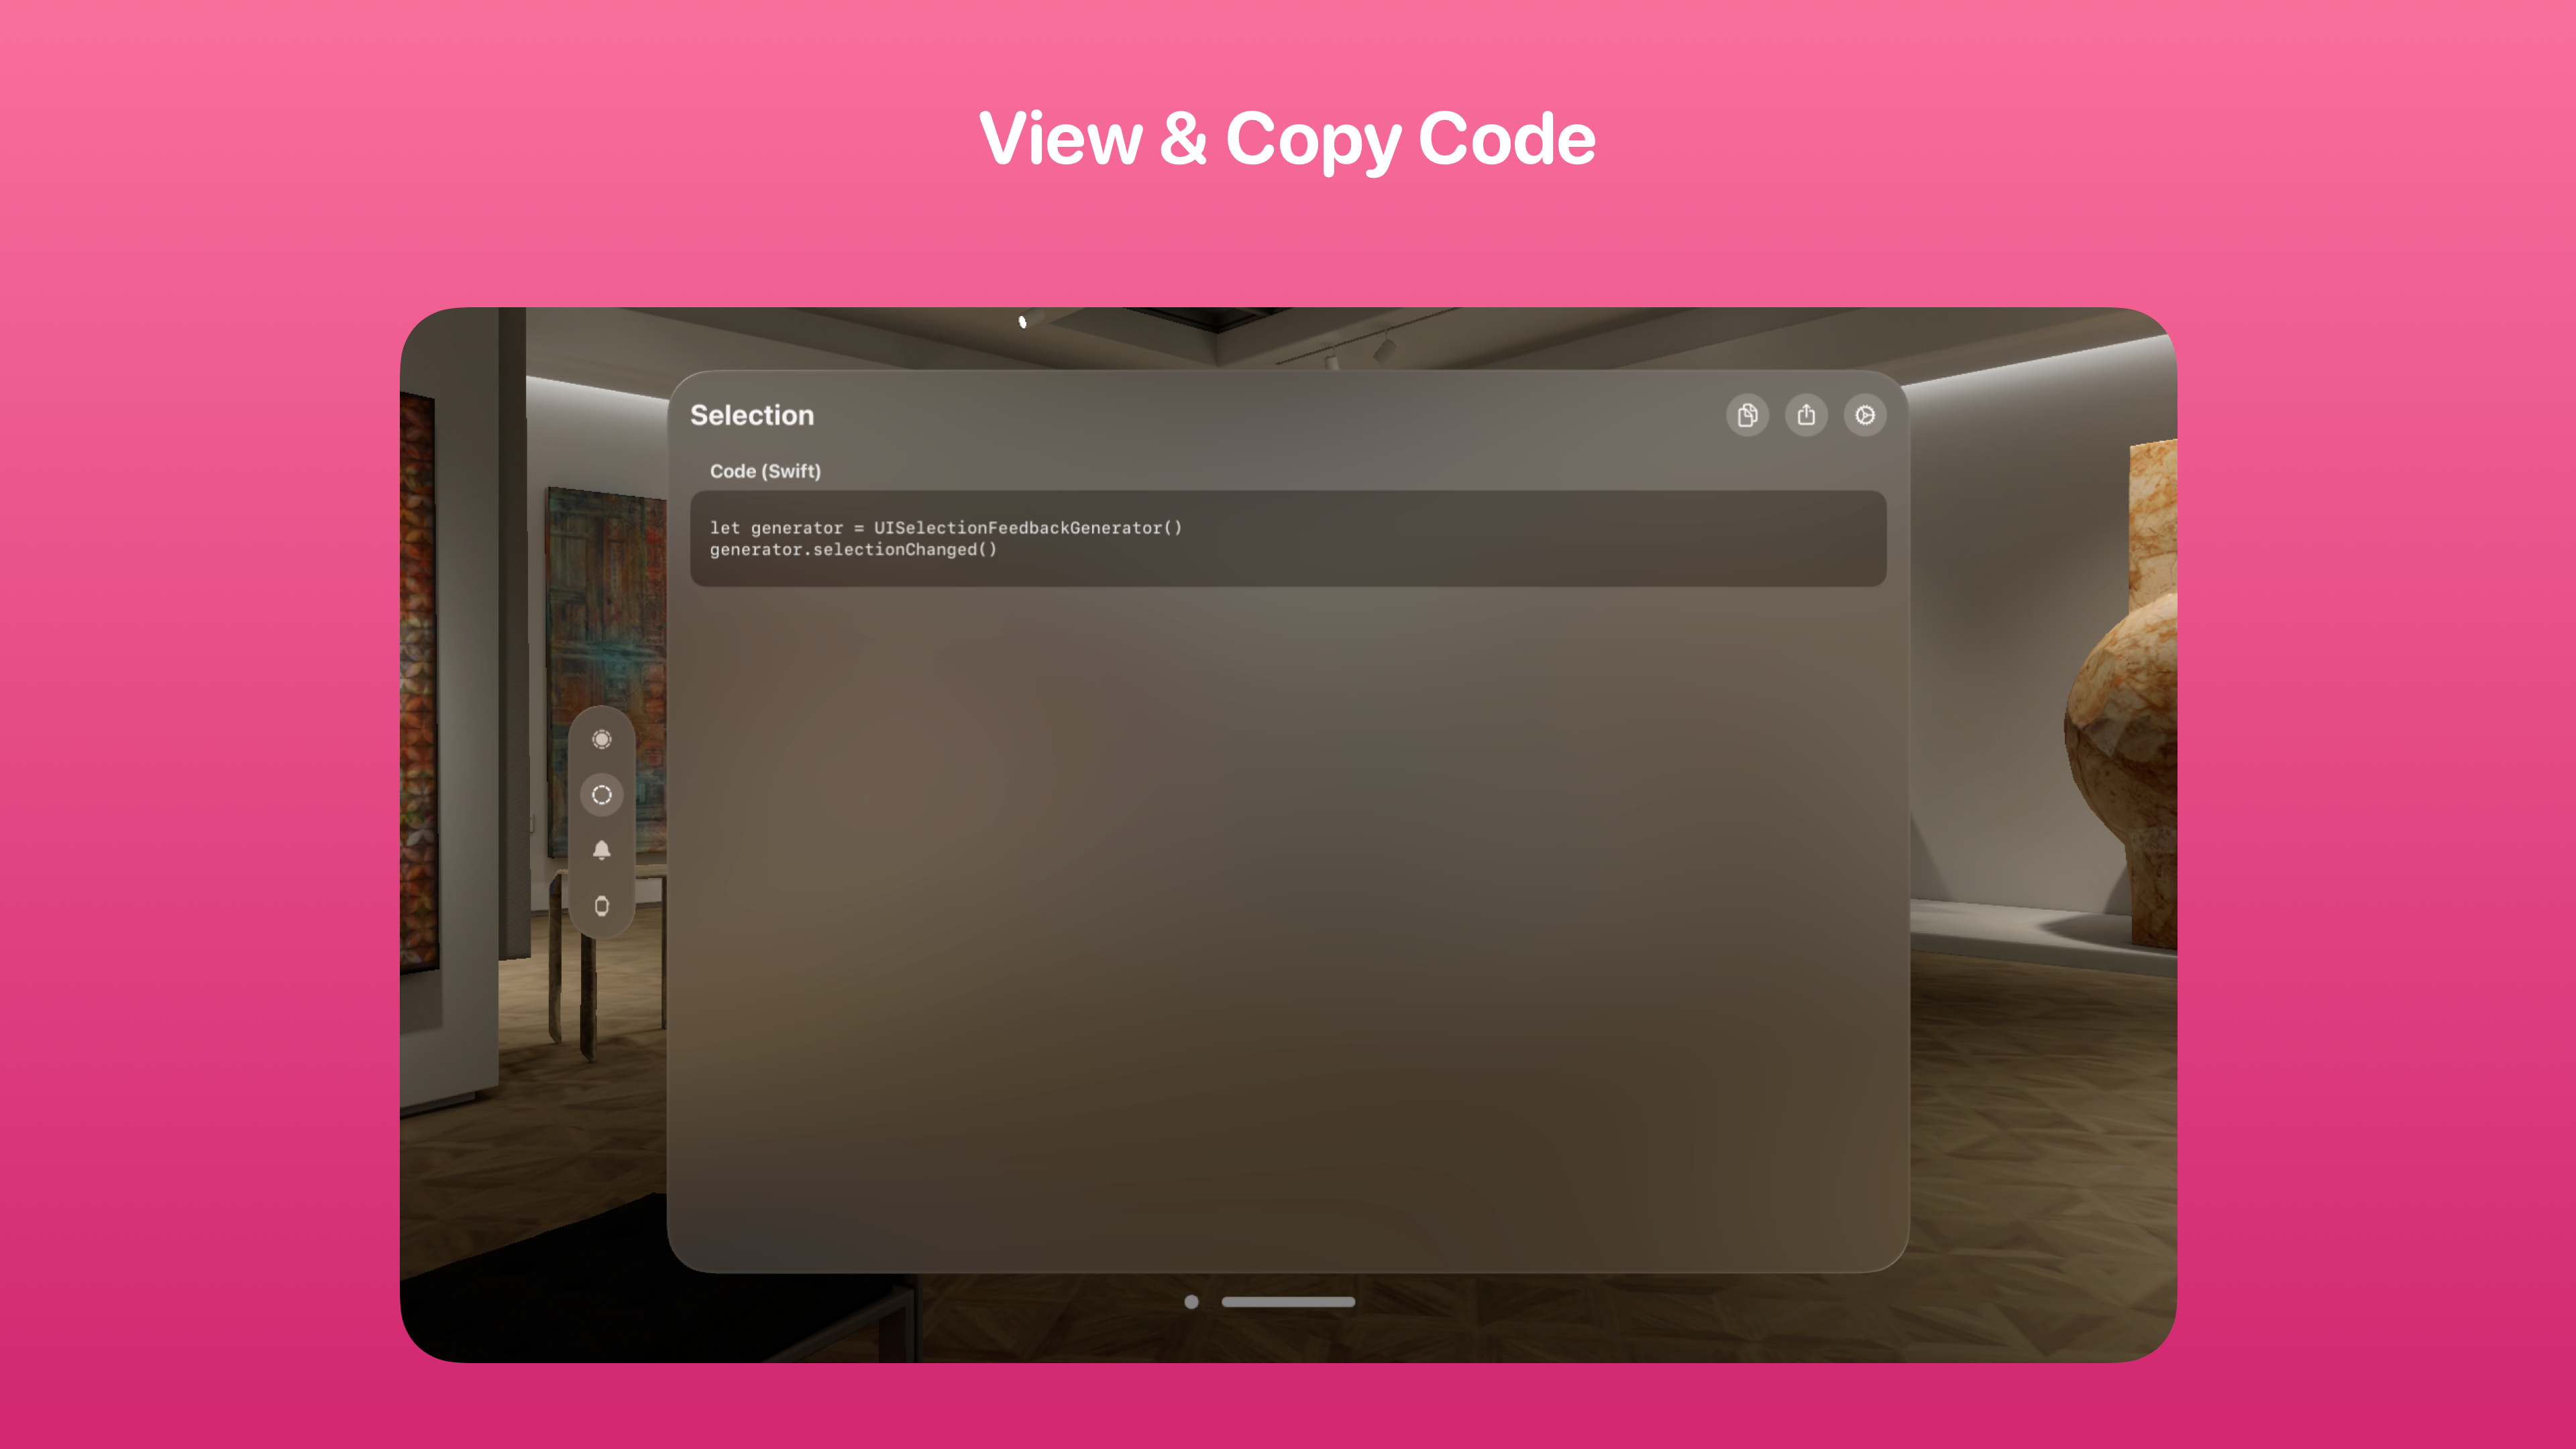 View & Copy Code
Selection
Code (Swift)
let generator = UISelectionFeedbackGenerator()
generator.selectionChanged()